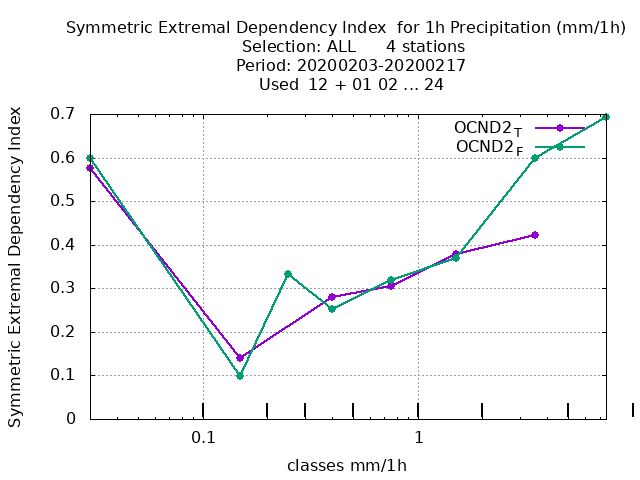 Symmetric Extremal Dependency Index  for 1h Precipitation (mm/1h)
Selection: ALL      4 stations
Period: 20200203-20200217
Used  12 + 01 02 ... 24
Symmetric Extremal Dependency Index
0.7
0.6
0.5
0.4
0.3
0.2
0.1
0
OCND2T
OCND2F
0.1
1
classes mm/1h